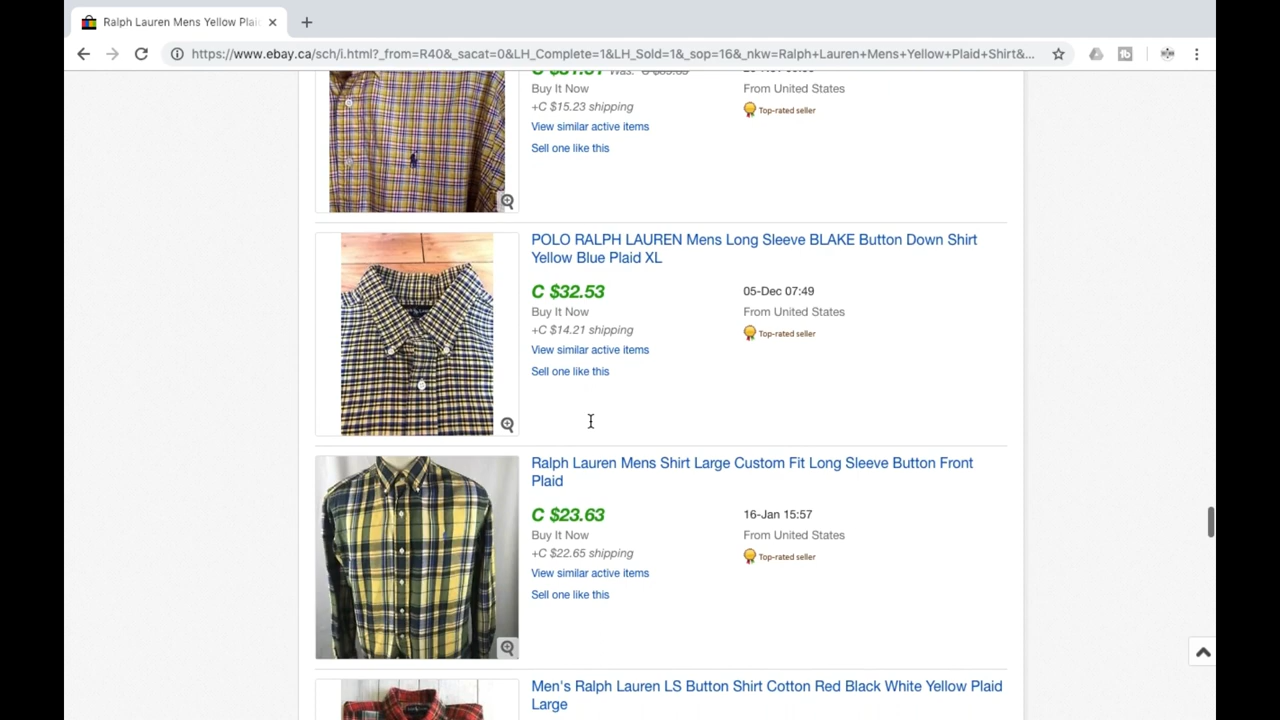 Ralph Lauren Mens Yellow Plai
https://www.ebay.ca/sch/i.html?_from=R40&_sacat=0&LH_Complete=1&LH_Sold=1&_sop=16&_nkw=Ralph+Lauren+Mens+Yellow+Plaid+Shirt&...
Buy It Now
From United States
+C $15.23 shipping
Top-rated seller
View similar active items
Sell one like this
POLO RALPH LAUREN Mens Long Sleeve BLAKE Button Down Shirt
Yellow Blue Plaid XL
C $32.53
05-Dec 07:49
Buy It Now
From United States
+C $14.21 shipping
Top-rated seller
View similar active items
Sell one like this
Ralph Lauren Mens Shirt Large Custom Fit Long Sleeve Button Front
Plaid
C $23.63
16-Jan 15:57
Buy It Now
From United States
+C $22.65 shipping
Top-rated seller
View similar active items
Sell one like this
Men's Ralph Lauren LS Button Shirt Cotton Red Black White Yellow Plaid
Large